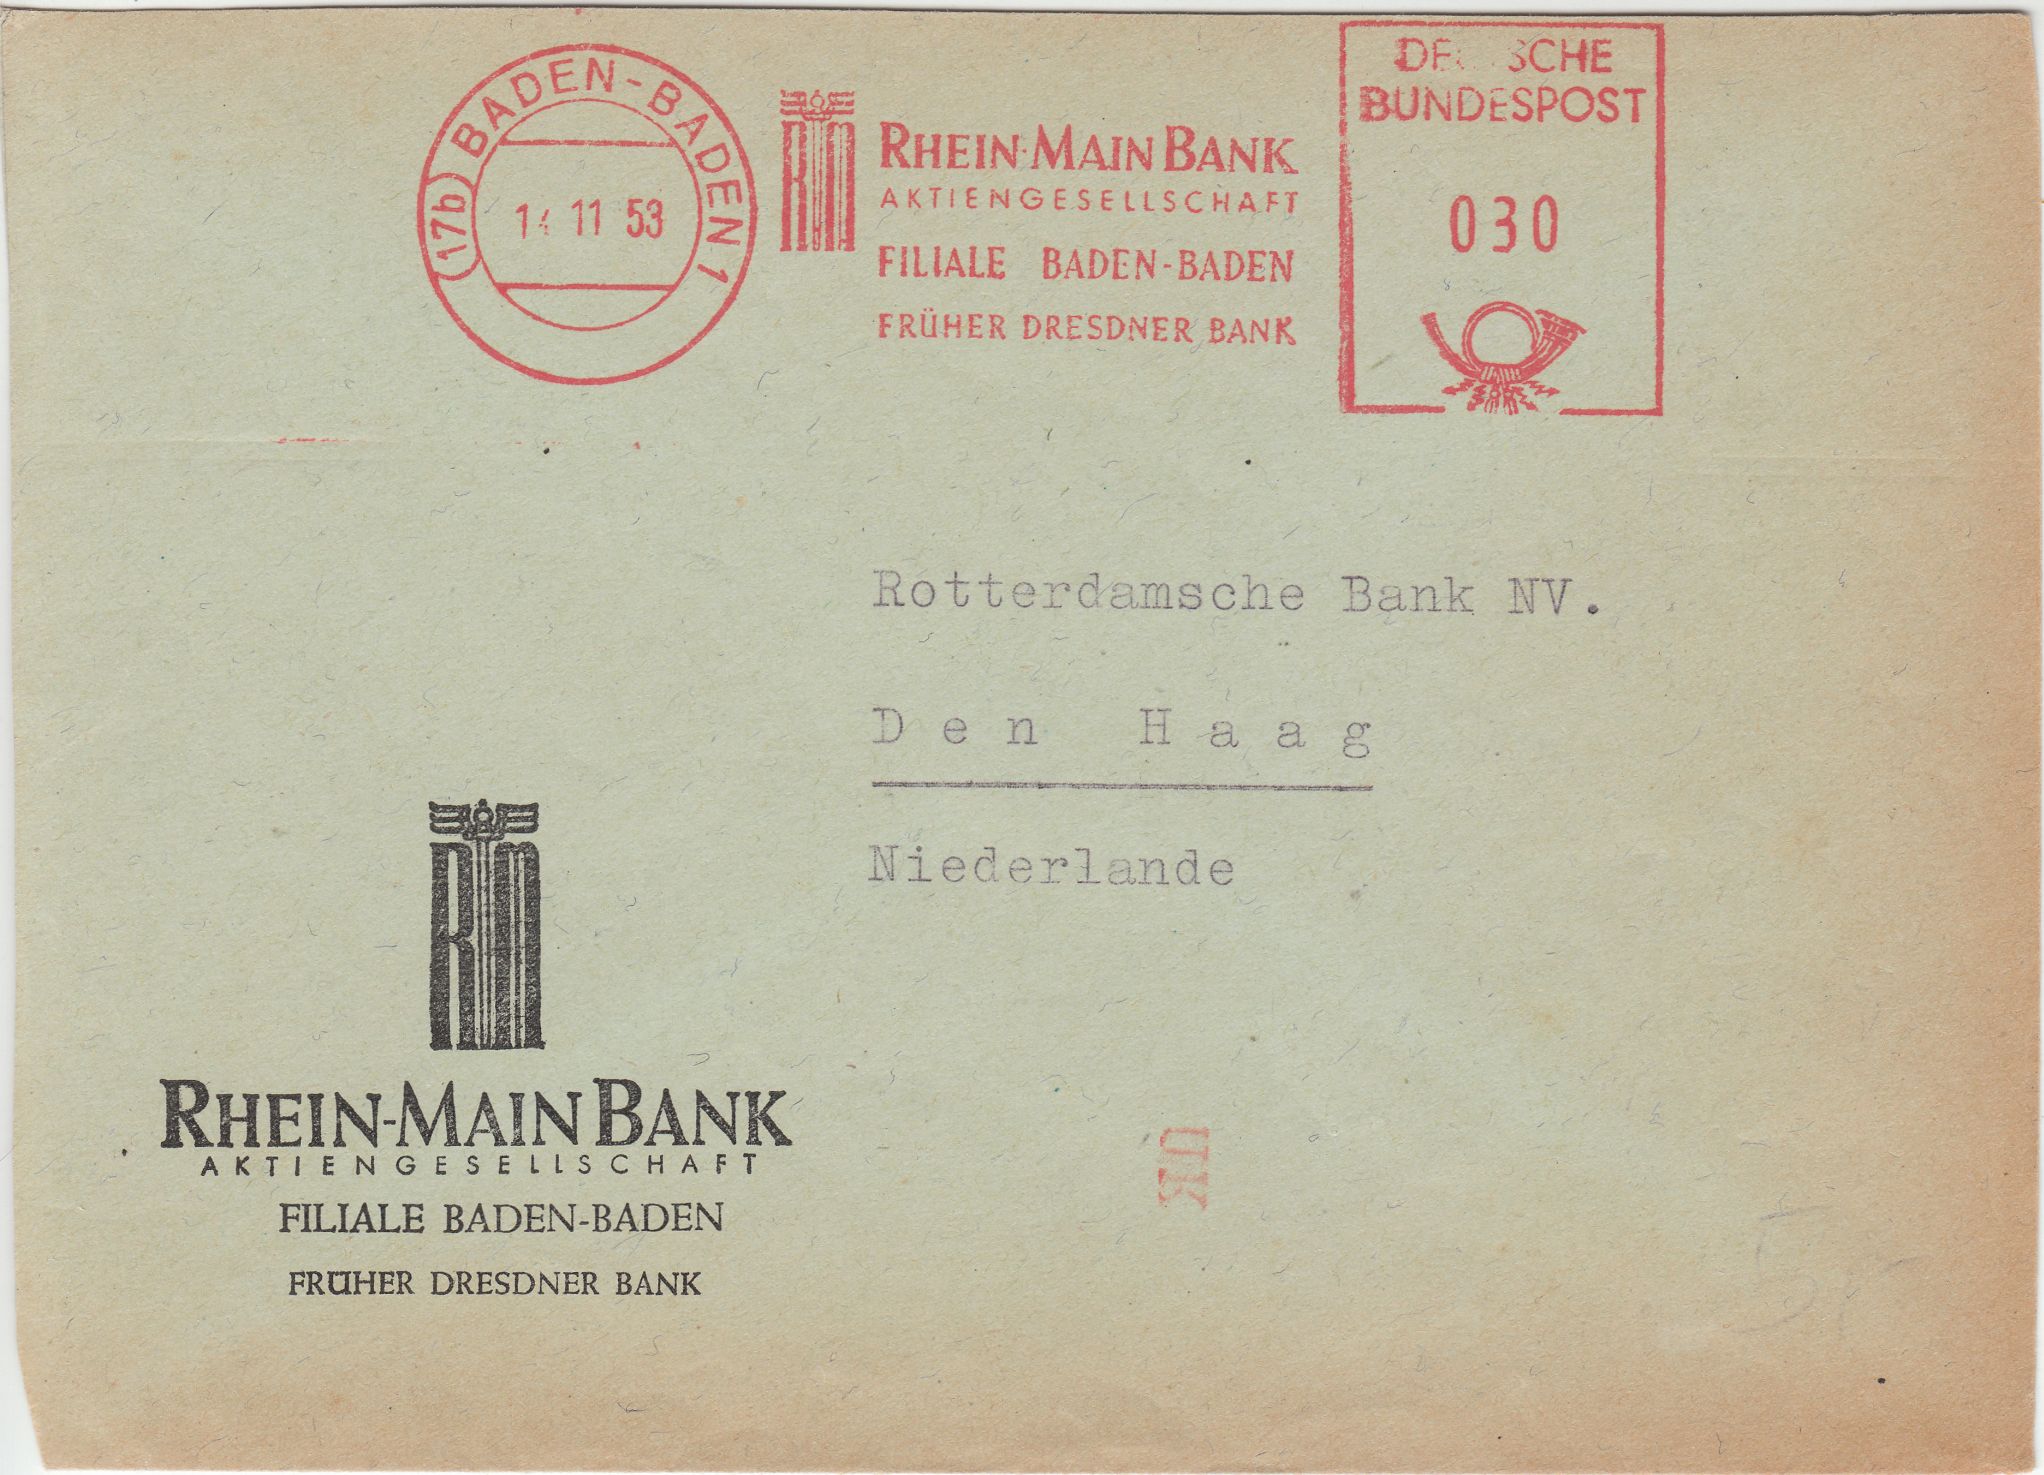 (17b) BADEN-BADEN 1
11 53
RHEIN-MAIN BANK
AKTIENGESELLSCHAFT
FILIALE BADEN-BADEN
FRÜHER DRESDNER BANK
BUNDESPOST
030
Rotterdamsche Bank NV.
Den Haag
Niederlande
RM
RHEIN-MAIN BANK
AKTIENGESELLSCHAFT
FILIALE BADEN-BADEN
FRÜHER DRESDNER BANK